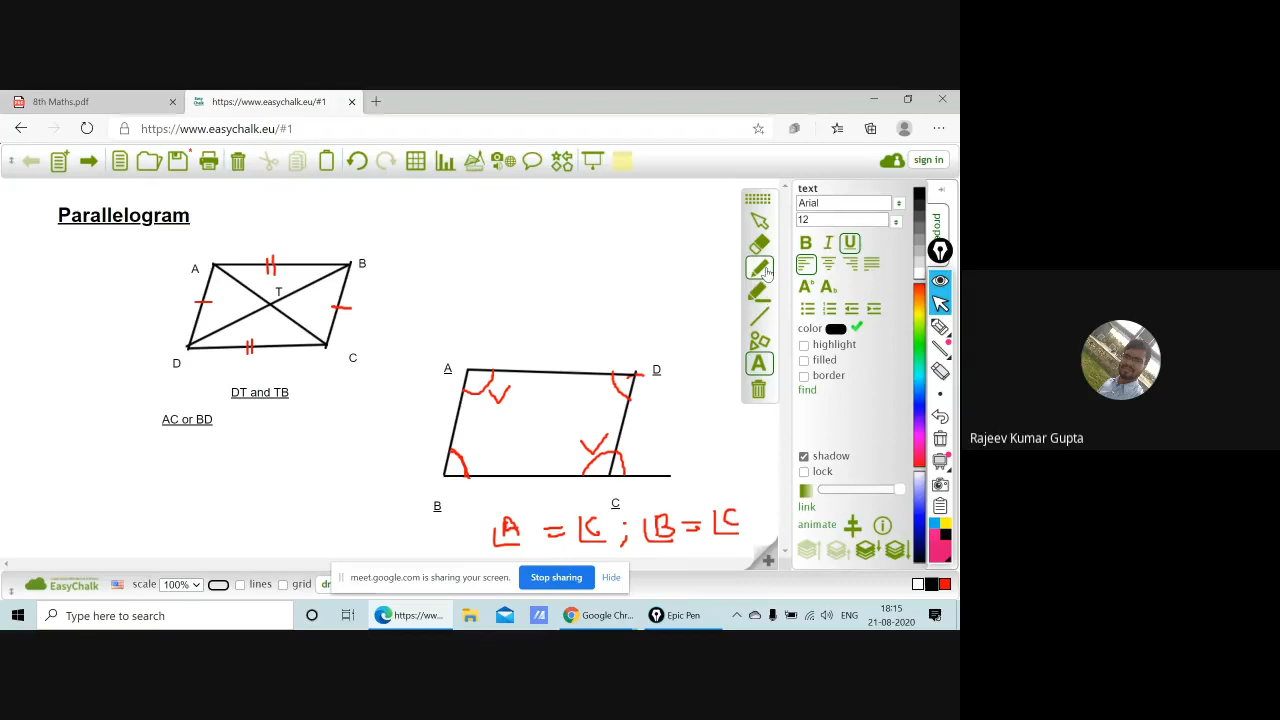 8th Maths.pdf
https://www.easychalk.eu/#1
https://www.easychalk.eu/#1
sign in
Parallelogram
A
B
T
D
C
DT and TB
AC or BD
A
D
B
C
∠A = ∠C ; ∠B = ∠C
text
Arial
12
B I U
color
highlight
filled
border
find
shadow
lock
link
animate
prope
meet.google.com is sharing your screen.
Stop sharing
Hide
EasyChalk
scale
100%
lines
grid
dr
Type here to search
https://ww...
Google Chr...
Epic Pen
ENG
18:15
21-08-2020
Rajeev Kumar Gupta